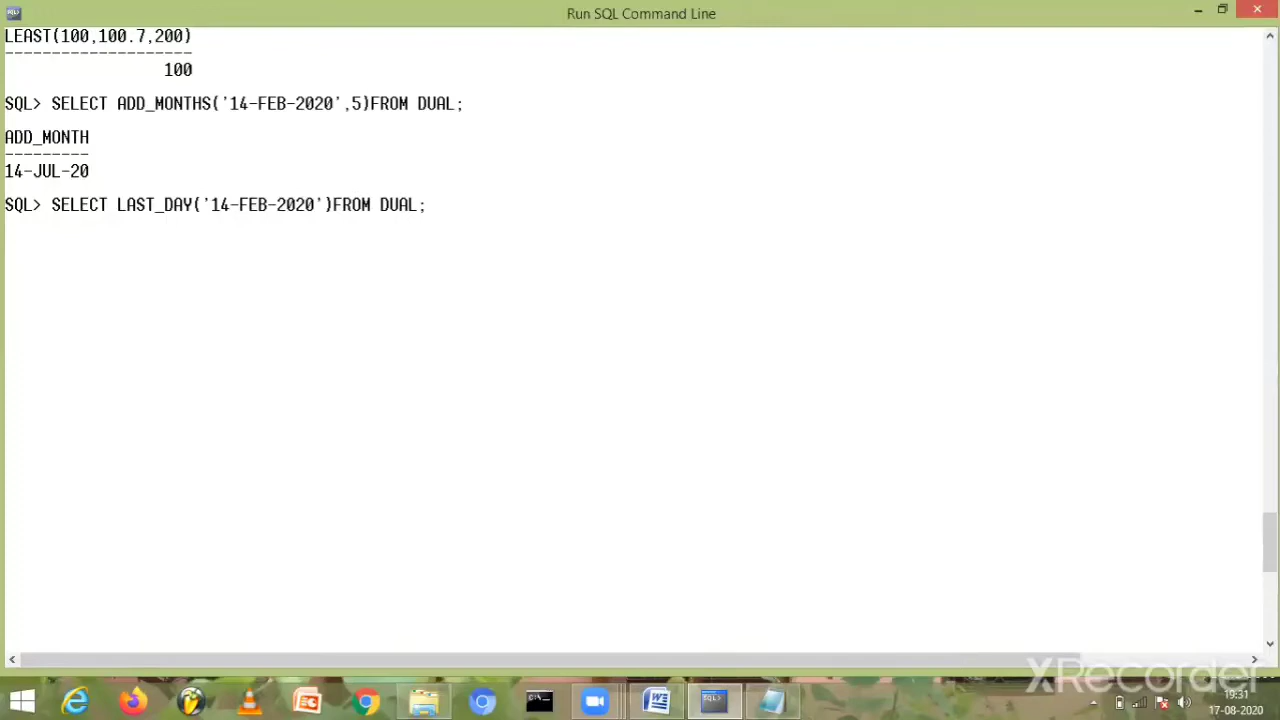 Run SQL Command Line
LEAST(100,100.7,200)
-------------------
100
SQL> SELECT ADD_MONTHS('14-FEB-2020',5)FROM DUAL;
ADD_MONTH
---------
14-JUL-20
SQL> SELECT LAST_DAY('14-FEB-2020')FROM DUAL;
XRecorder
19:31
17-08-2020